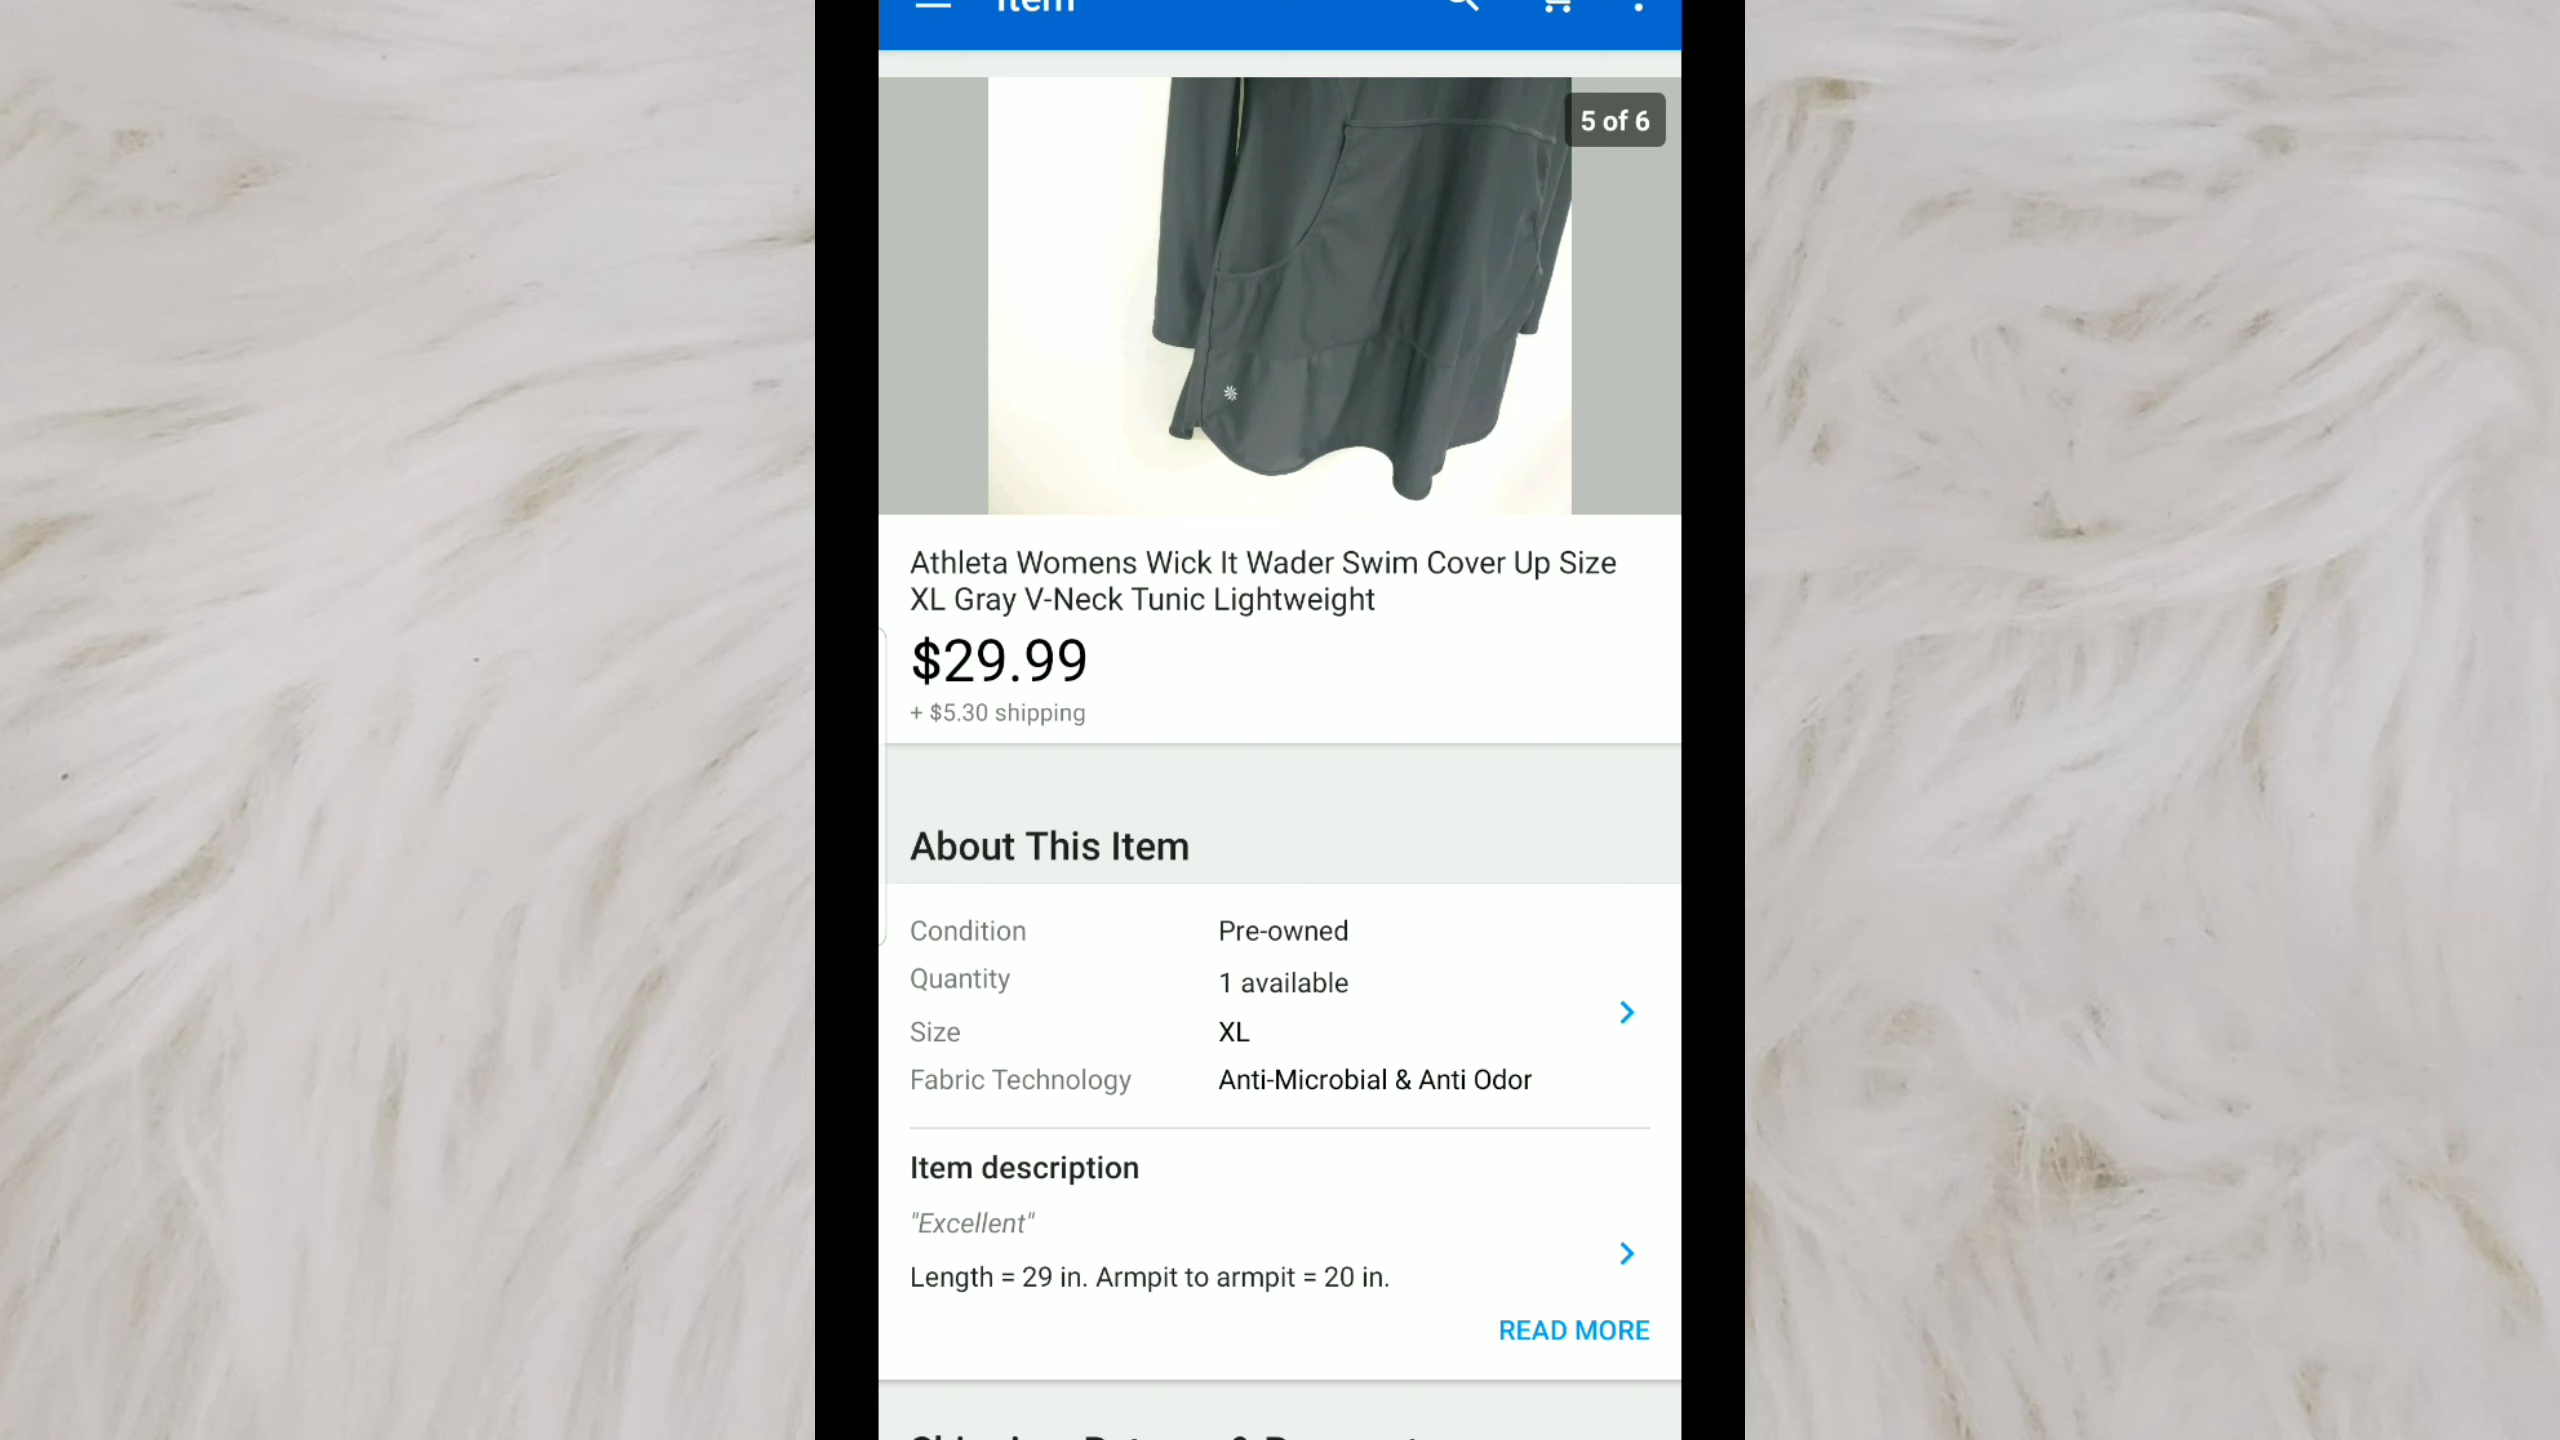 Item
5 of 6
Athleta Womens Wick It Wader Swim Cover Up Size
XL Gray V-Neck Tunic Lightweight
$29.99
+ $5.30 shipping
About This Item
Condition Pre-owned
Quantity 1 available
Size XL
Fabric Technology Anti-Microbial & Anti Odor
Item description
"Excellent"
Length = 29 in. Armpit to armpit = 20 in.
READ MORE